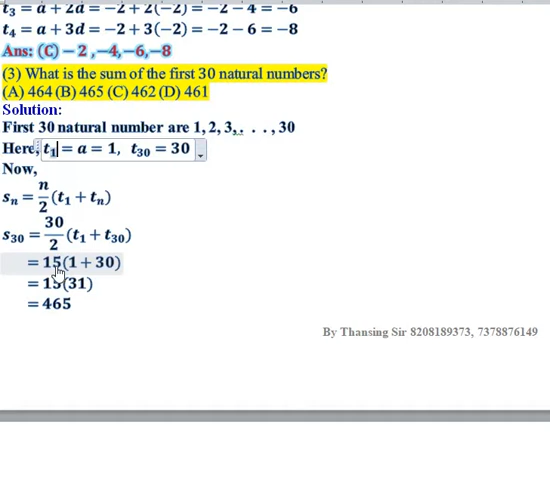 t₃ = a + 2d = −2 + 2(−2) = −2 − 4 = −6
t₄ = a + 3d = −2 + 3(−2) = −2 − 6 = −8
Ans: (C) − 2 ,−4,−6,−8
(3) What is the sum of the first 30 natural numbers?
(A) 464 (B) 465 (C) 462 (D) 461
Solution:
First 30 natural number are 1, 2, 3, . . . , 30
Here, t₁ = a = 1, t₃₀ = 30
Now,
sₙ = n/2 (t₁ + tₙ)
s₃₀ = 30/2 (t₁ + t₃₀)
= 15(1 + 30)
= 15(31)
= 465
By Thansing Sir 8208189373, 7378876149